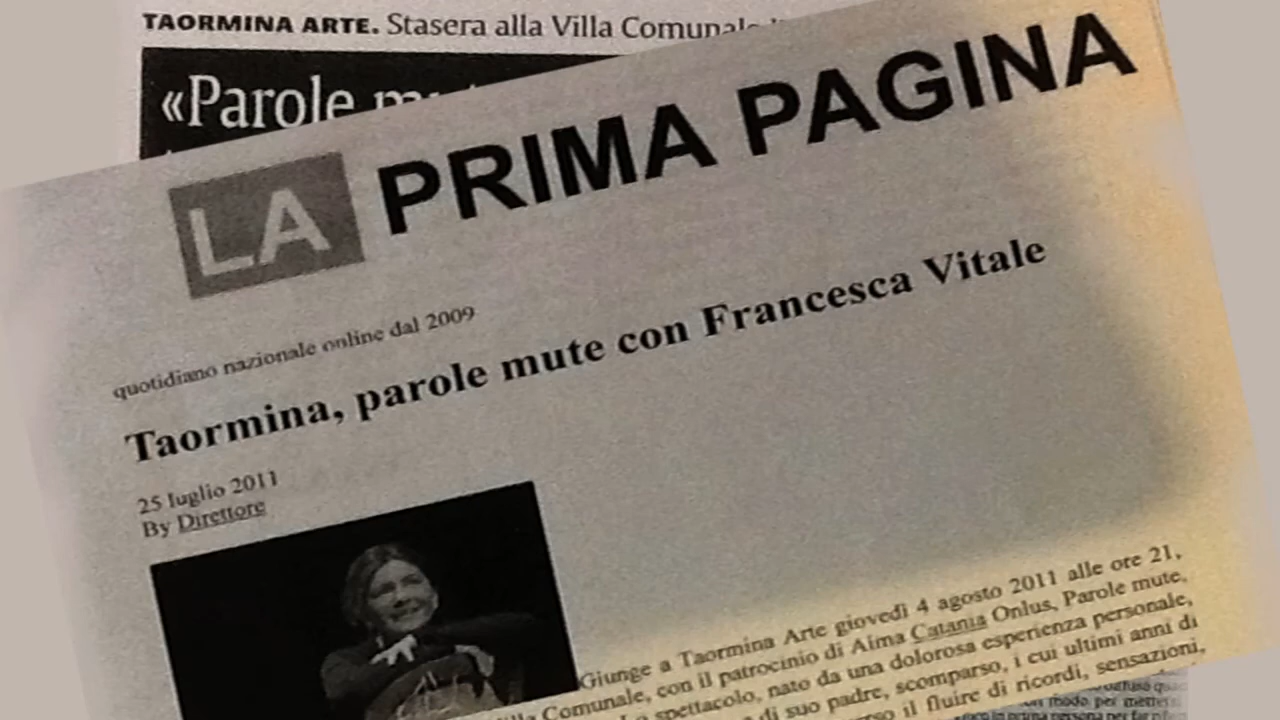 TAORMINA ARTE. Stasera alla Villa Comunale
«Parole
LA PRIMA PAGINA
quotidiano nazionale online dal 2009
Taormina, parole mute con Francesca Vitale
25 luglio 2011
By Direttore
Giunge a Taormina Arte giovedì 4 agosto 2011 alle ore 21,
Comunale, con il patrocinio di Aima Catania Onlus, Parole mute,
spettacolo, nato da una dolorosa esperienza personale,
di suo padre, scomparso, i cui ultimi anni di
il fluire di ricordi, sensazioni,
modo per